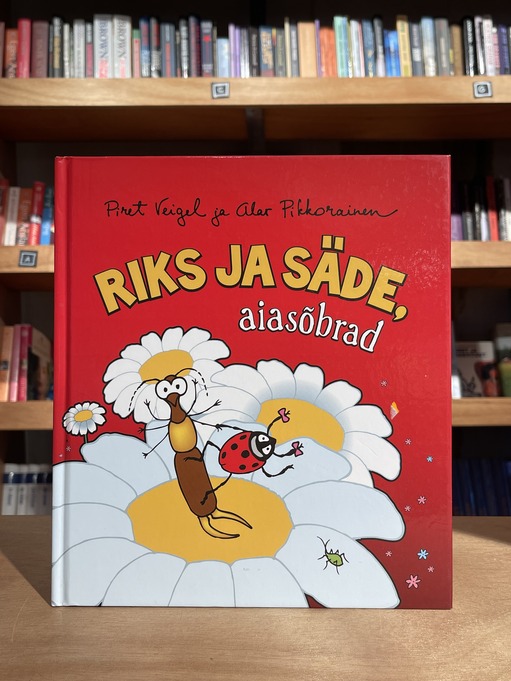 Piret Veigel ja Alar Pikkorainen
RIKS JA SÄDE,
aiasõbrad